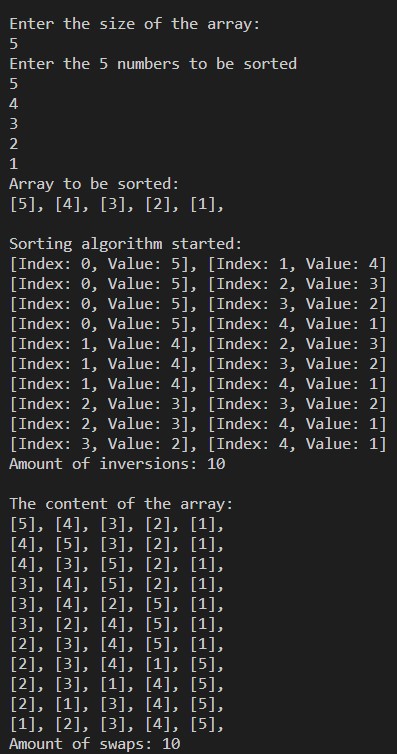 Enter the size of the array:
5
Enter the 5 numbers to be sorted
5
4
3
2
1
Array to be sorted:
[5], [4], [3], [2], [1],
Sorting algorithm started:
[Index: 0, Value: 5], [Index: 1, Value: 4]
[Index: 0, Value: 5], [Index: 2, Value: 3]
[Index: 0, Value: 5], [Index: 3, Value: 2]
[Index: 0, Value: 5], [Index: 4, Value: 1]
[Index: 1, Value: 4], [Index: 2, Value: 3]
[Index: 1, Value: 4], [Index: 3, Value: 2]
[Index: 1, Value: 4], [Index: 4, Value: 1]
[Index: 2, Value: 3], [Index: 3, Value: 2]
[Index: 2, Value: 3], [Index: 4, Value: 1]
[Index: 3, Value: 2], [Index: 4, Value: 1]
Amount of inversions: 10
The content of the array:
[5], [4], [3], [2], [1],
[4], [5], [3], [2], [1],
[4], [3], [5], [2], [1],
[3], [4], [5], [2], [1],
[3], [4], [2], [5], [1],
[3], [2], [4], [5], [1],
[2], [3], [4], [5], [1],
[2], [3], [4], [1], [5],
[2], [3], [1], [4], [5],
[2], [1], [3], [4], [5],
[1], [2], [3], [4], [5],
Amount of swaps: 10